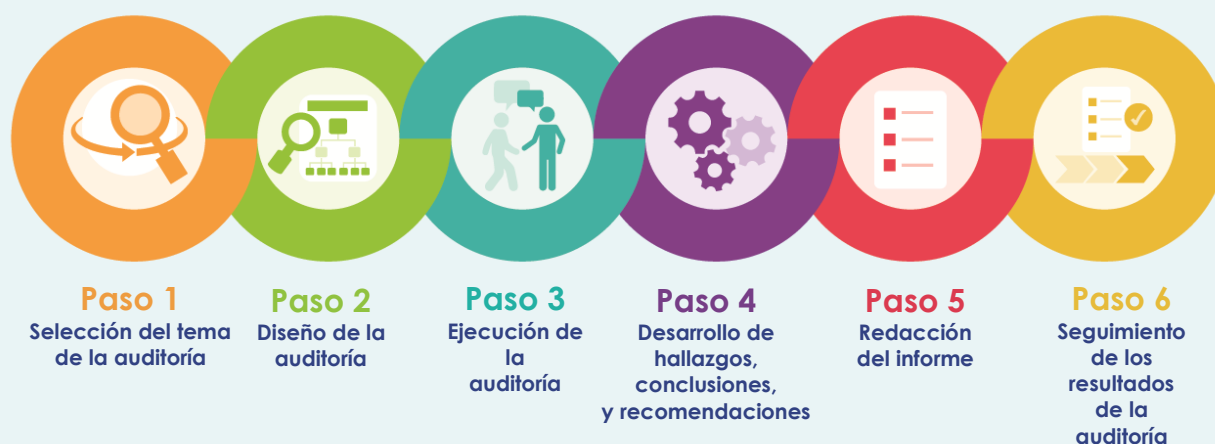 Paso 1
Selección del tema
de la auditoría
Paso 2
Diseño de la
auditoría
Paso 3
Ejecución de
la
auditoría
Paso 4
Desarrollo de
hallazgos,
conclusiones,
y recomendaciones
Paso 5
Redacción
del informe
Paso 6
Seguimiento
de los
resultados
de la
auditoría